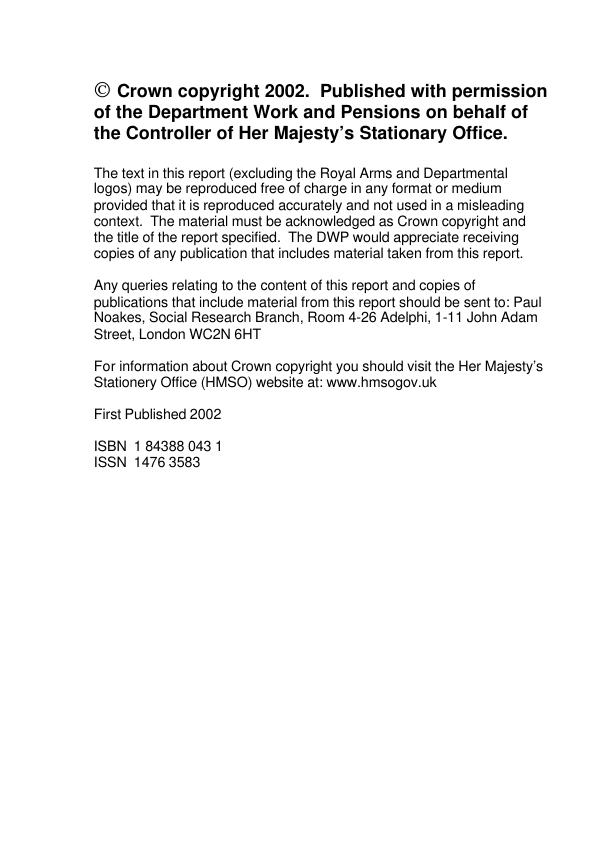 © Crown copyright 2002.  Published with permission
of the Department Work and Pensions on behalf of
the Controller of Her Majesty’s Stationary Office.
The text in this report (excluding the Royal Arms and Departmental
logos) may be reproduced free of charge in any format or medium
provided that it is reproduced accurately and not used in a misleading
context.  The material must be acknowledged as Crown copyright and
the title of the report specified.  The DWP would appreciate receiving
copies of any publication that includes material taken from this report.
Any queries relating to the content of this report and copies of
publications that include material from this report should be sent to: Paul
Noakes, Social Research Branch, Room 4-26 Adelphi, 1-11 John Adam
Street, London WC2N 6HT
For information about Crown copyright you should visit the Her Majesty’s
Stationery Office (HMSO) website at: www.hmsogov.uk
First Published 2002
ISBN  1 84388 043 1
ISSN  1476 3583